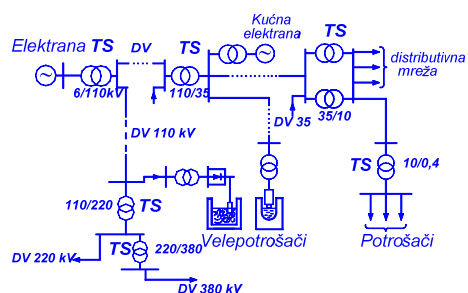 Kućna
elektrana
Elektrana TS
DV
TS
TS
distributivna
mreža
6/110kV
110/35
DV 35
35/10
DV 110 kV
TS
10/0,4
110/220
TS
Velepotrošači
Potrošači
TS
220/380
DV 220 kV
DV 380 kV